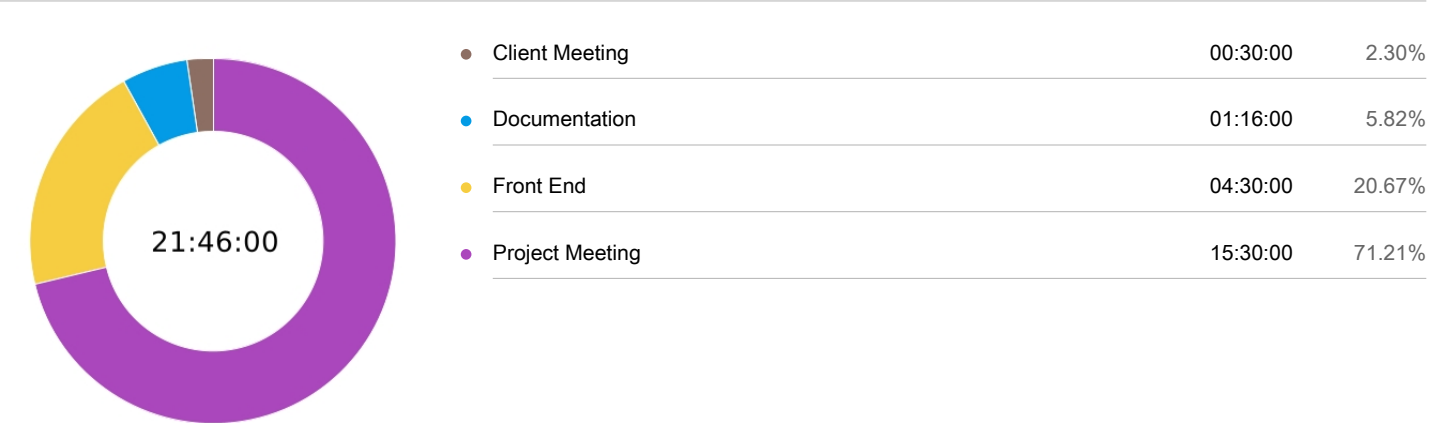 Client Meeting 00:30:00 2.30%
Documentation 01:16:00 5.82%
Front End 04:30:00 20.67%
21:46:00
Project Meeting 15:30:00 71.21%